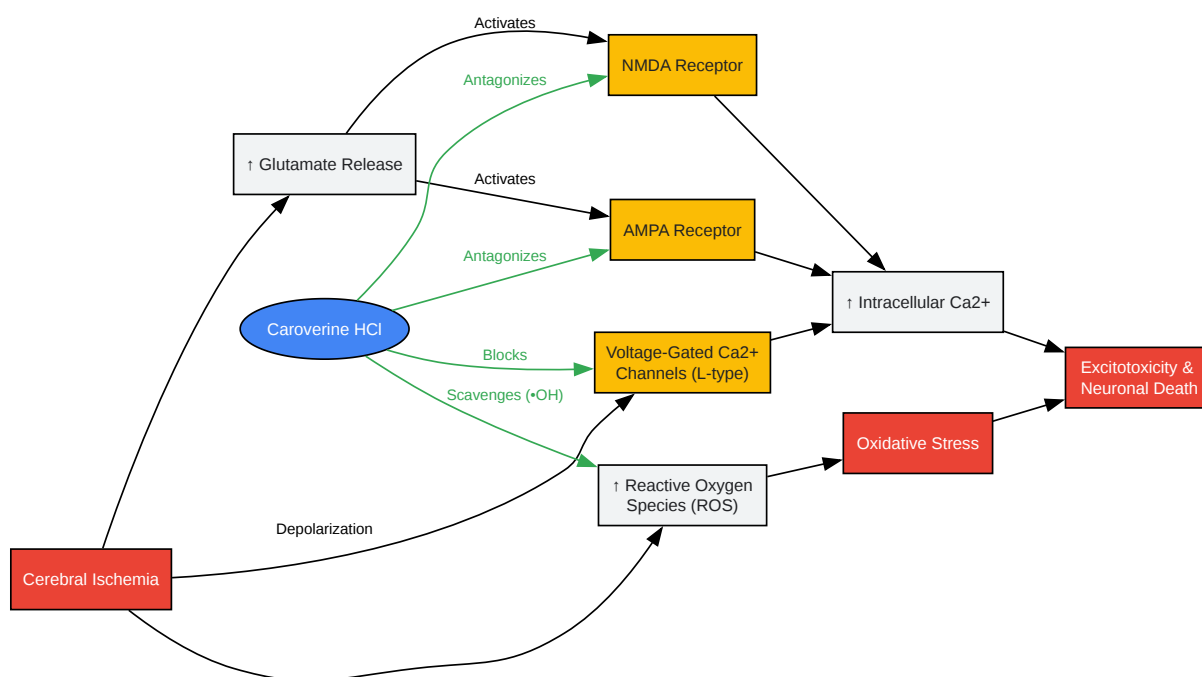 Activates
NMDA Receptor
Antagonizes
↑ Glutamate Release
Activates
AMPA Receptor
Antagonizes
↑ Intracellular Ca2+
Caroverine HCl
Blocks
Voltage-Gated Ca2+
Channels (L-type)
Excitotoxicity &
Neuronal Death
Scavenges (•OH)
Oxidative Stress
↑ Reactive Oxygen
Species (ROS)
Depolarization
Cerebral Ischemia